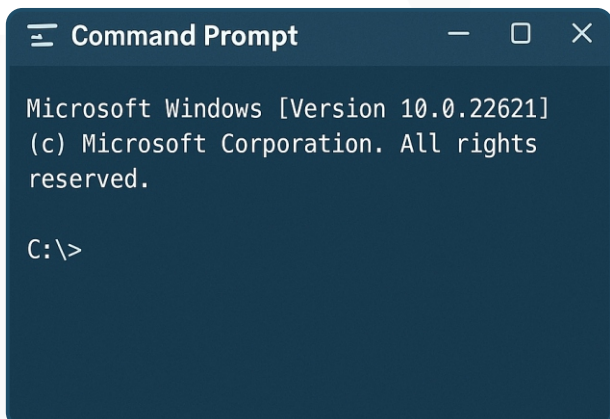 Command Prompt
Microsoft Windows [Version 10.0.22621]
(c) Microsoft Corporation. All rights
reserved.
C:\>